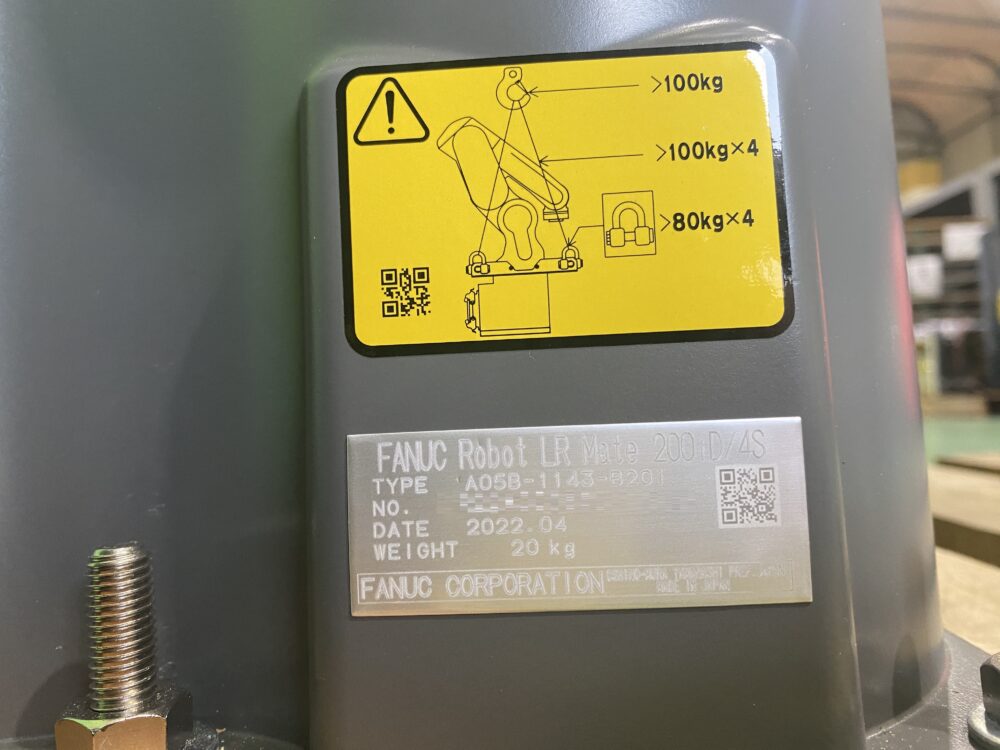 >100kg
>100kg×4
>80kg×4
FANUC Robot LR Mate 200iD/4S
TYPE A05B-1143-B201
NO.
DATE 2022.04
WEIGHT 20 kg
FANUC CORPORATION
MADE IN JAPAN